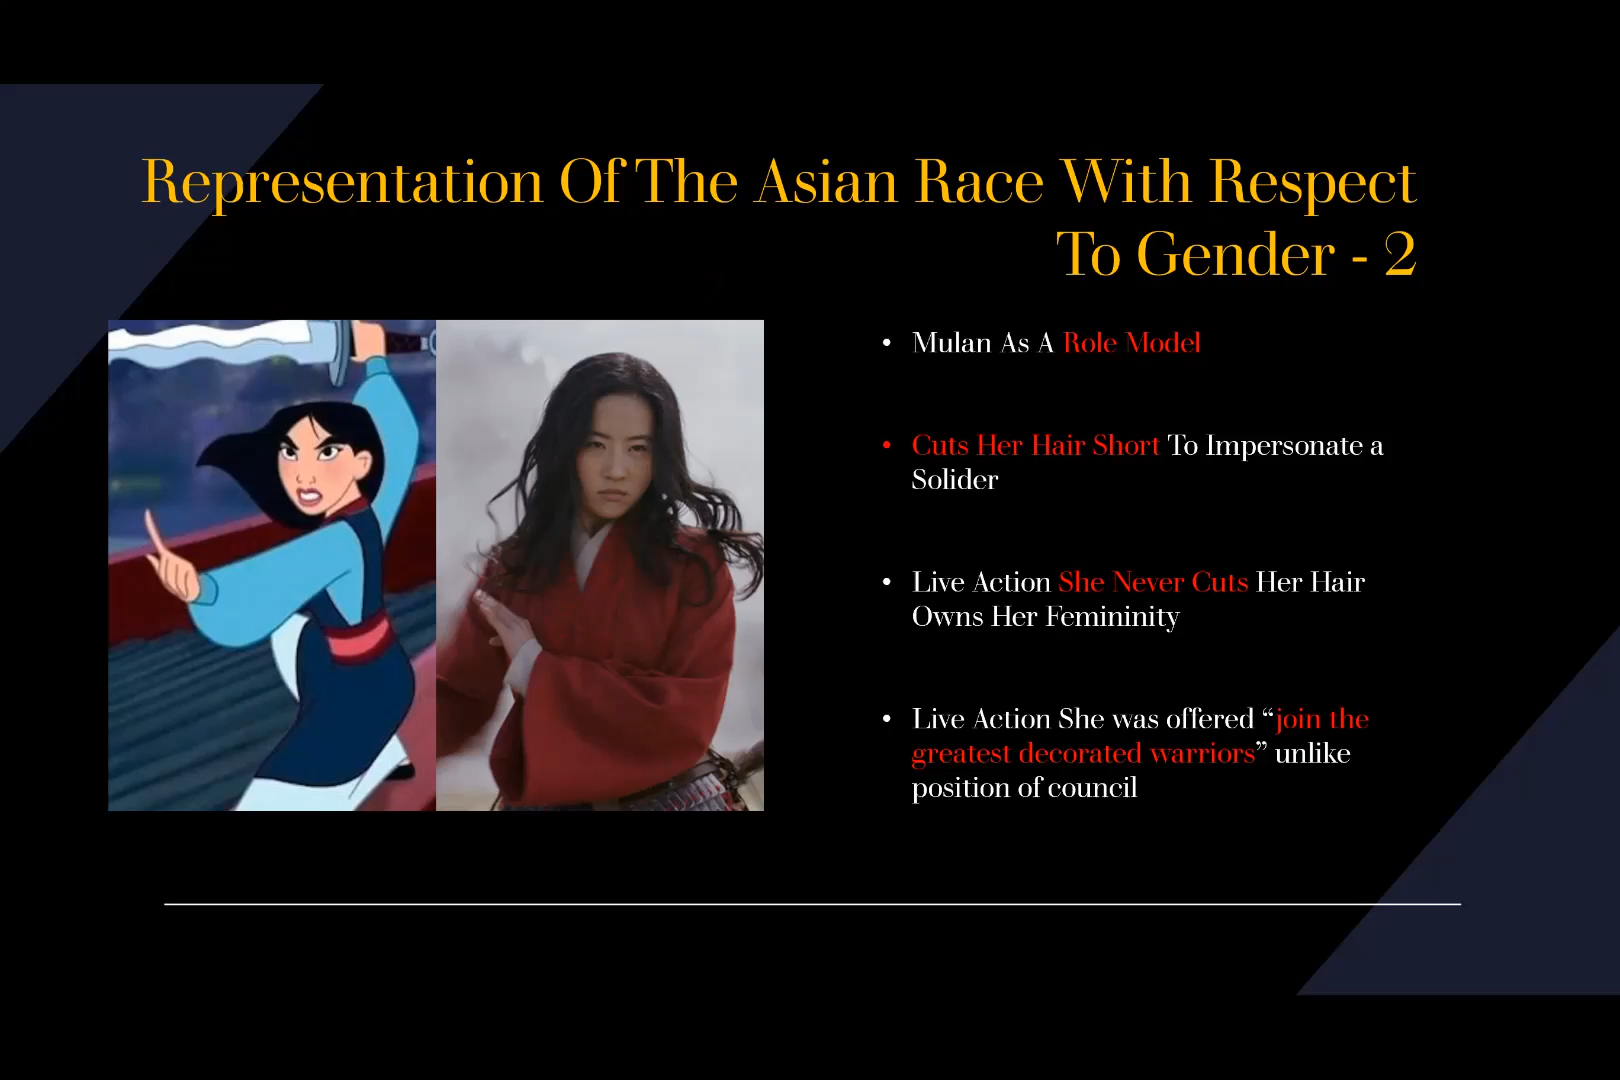 Representation Of The Asian Race With Respect
To Gender - 2
• Mulan As A Role Model
• Cuts Her Hair Short To Impersonate a
Solider
• Live Action She Never Cuts Her Hair
Owns Her Femininity
• Live Action She was offered “join the
greatest decorated warriors” unlike
position of council